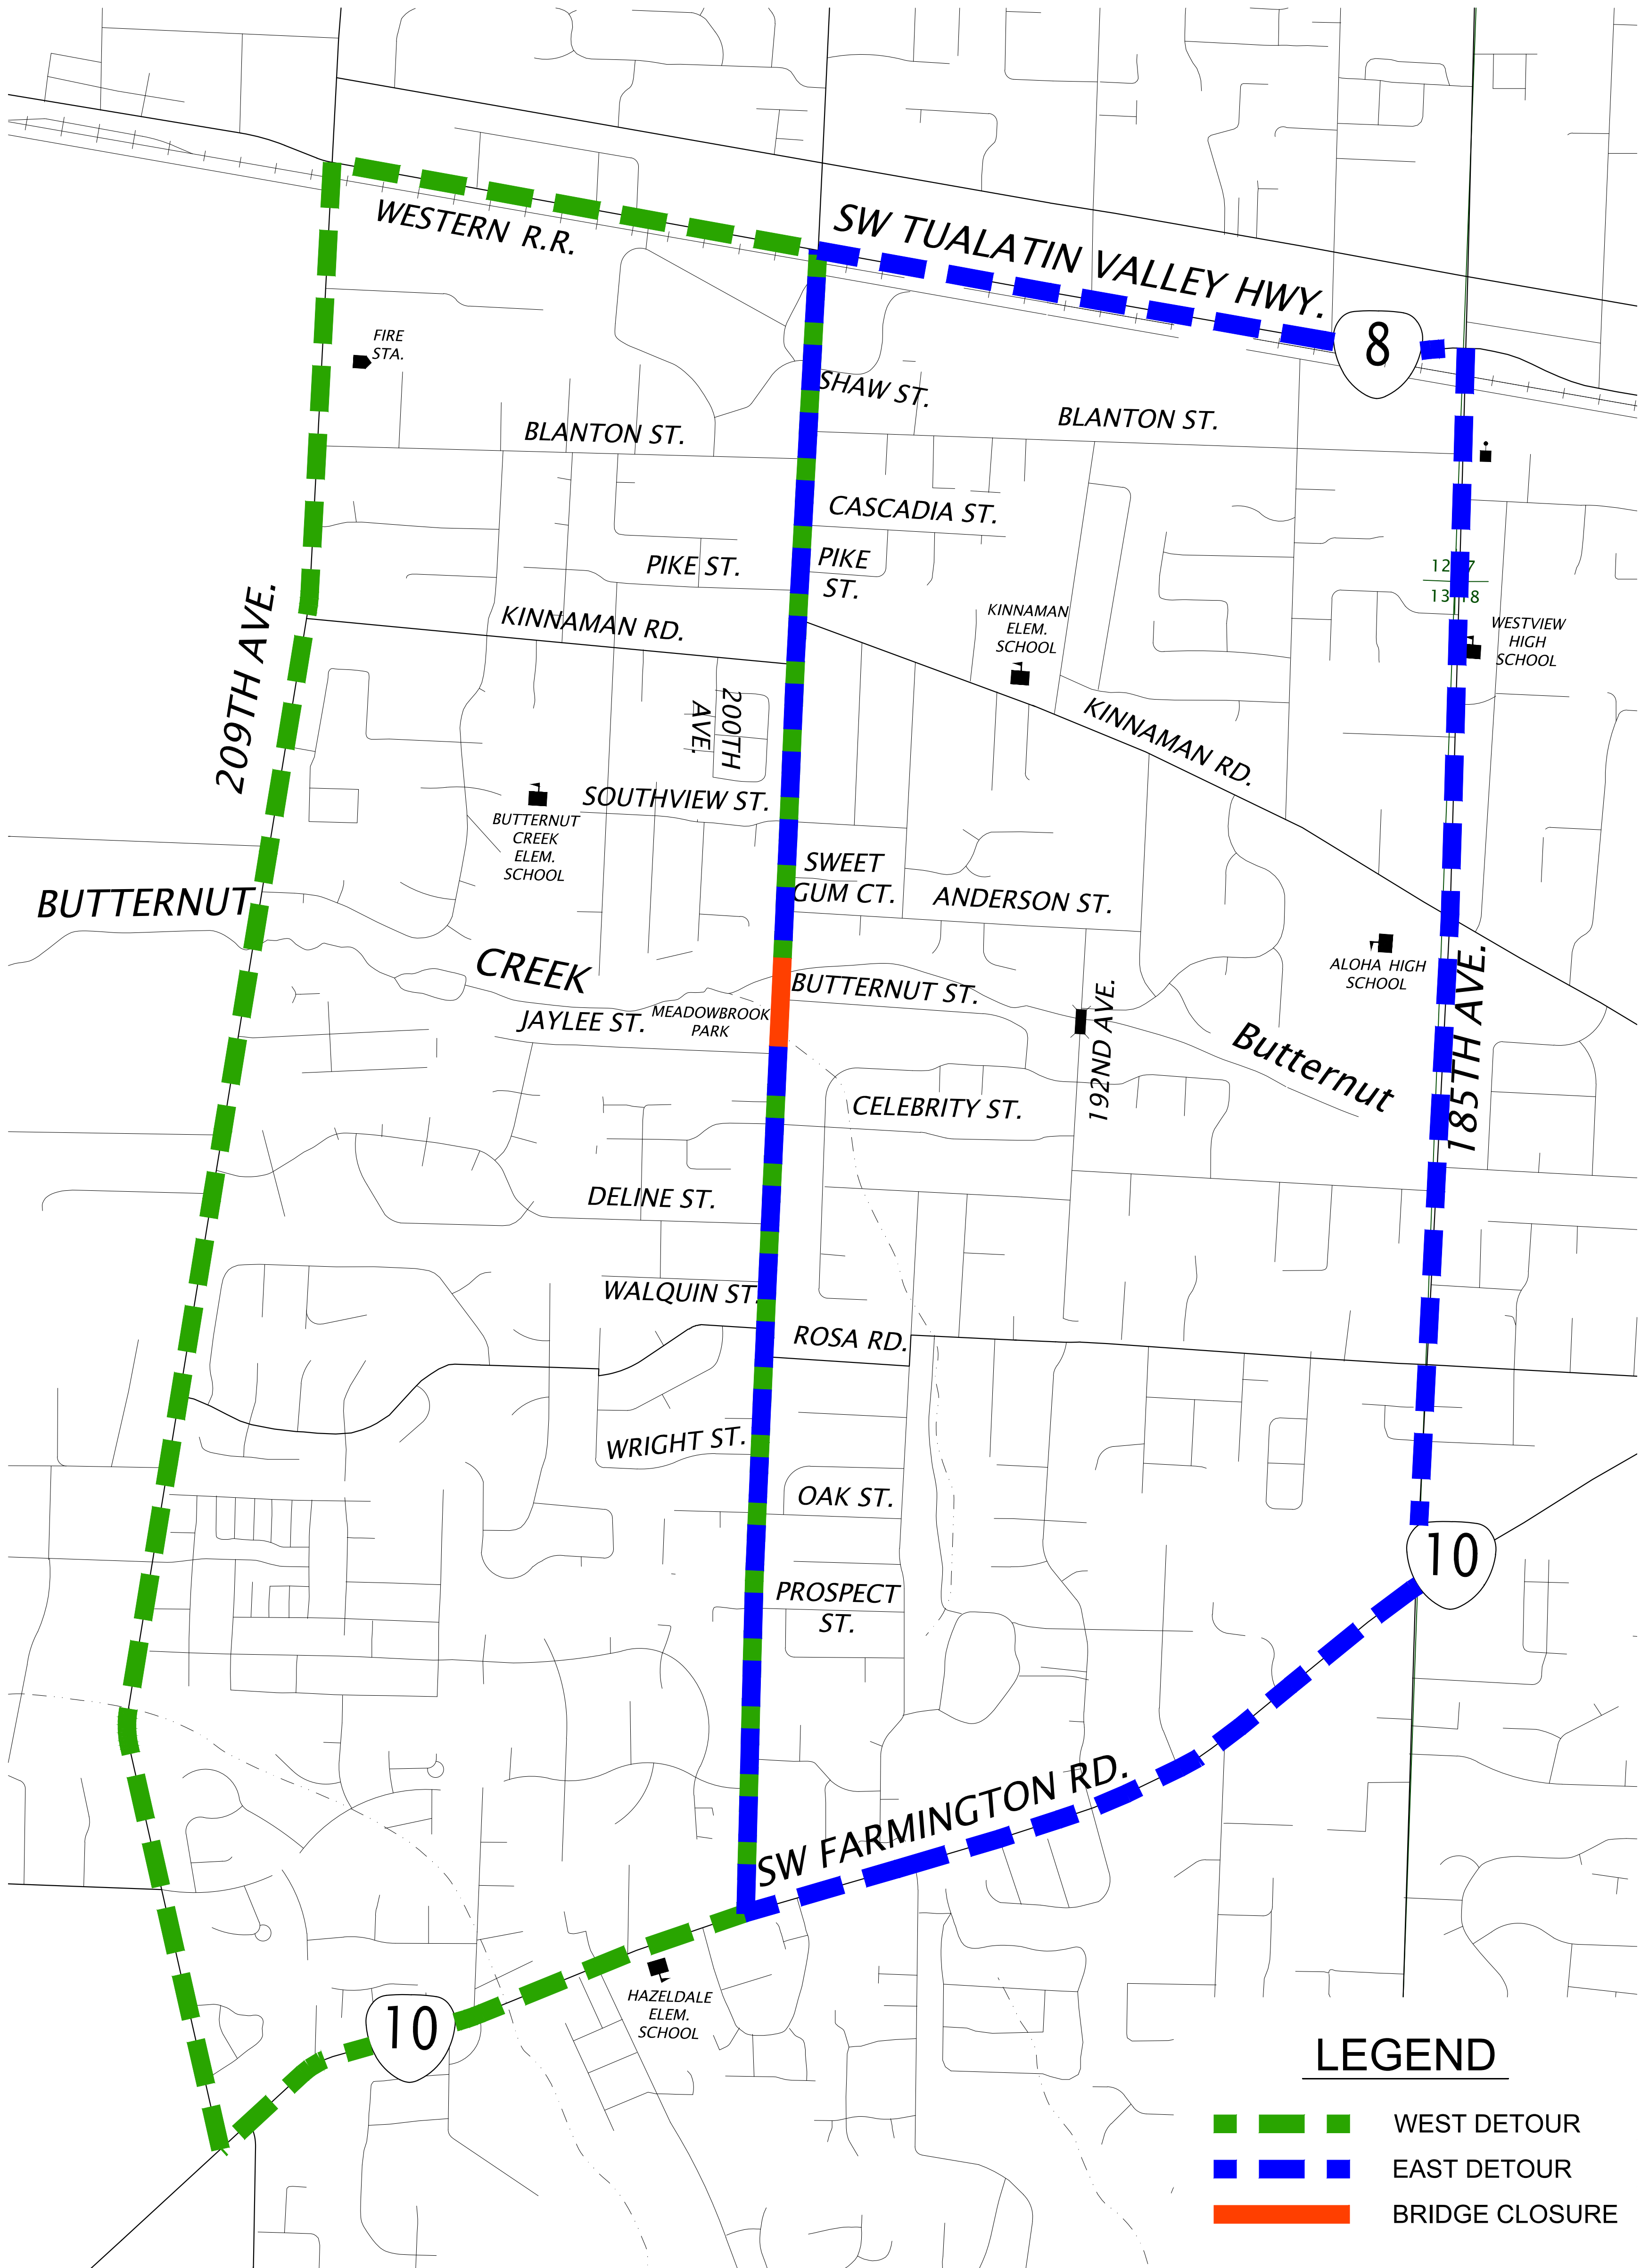 SW TUALATIN VALLEY HWY.
WESTERN R.R.
8
FIRE
STA.
SHAW ST.
BLANTON ST.
BLANTON ST.
CASCADIA ST.
PIKE ST.
PIKE
ST.
13 18
KINNAMAN RD.
KINNAMAN
ELEM.
SCHOOL
WESTVIEW
HIGH
SCHOOL
209TH AVE.
200TH
AVE.
KINNAMAN RD.
SOUTHVIEW ST.
BUTTERNUT
CREEK
ELEM.
SCHOOL
SWEET
GUM CT.
ANDERSON ST.
BUTTERNUT
CREEK
ALOHA HIGH
SCHOOL
BUTTERNUT ST.
JAYLEE ST.
MEADOWBROOK
PARK
192ND AVE.
Butternut
185TH AVE.
CELEBRITY ST.
DELINE ST.
WALQUIN ST.
ROSA RD.
WRIGHT ST.
OAK ST.
10
PROSPECT
ST.
SW FARMINGTON RD.
HAZELDALE
ELEM.
SCHOOL
10
LEGEND
WEST DETOUR
EAST DETOUR
BRIDGE CLOSURE